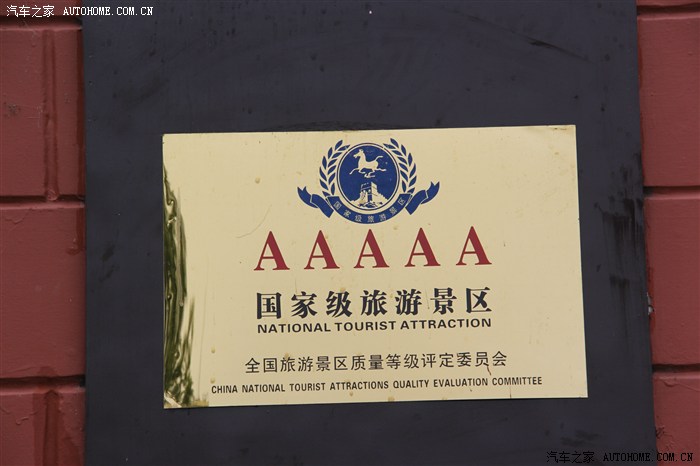 汽车之家 AUTOHOME.COM.CN
国家级旅游景区
AAAAA
国家级旅游景区
NATIONAL TOURIST ATTRACTION
全国旅游景区质量等级评定委员会
CHINA NATIONAL TOURIST ATTRACTIONS QUALITY EVALUATION COMMITTEE
汽车之家 AUTOHOME.COM.CN